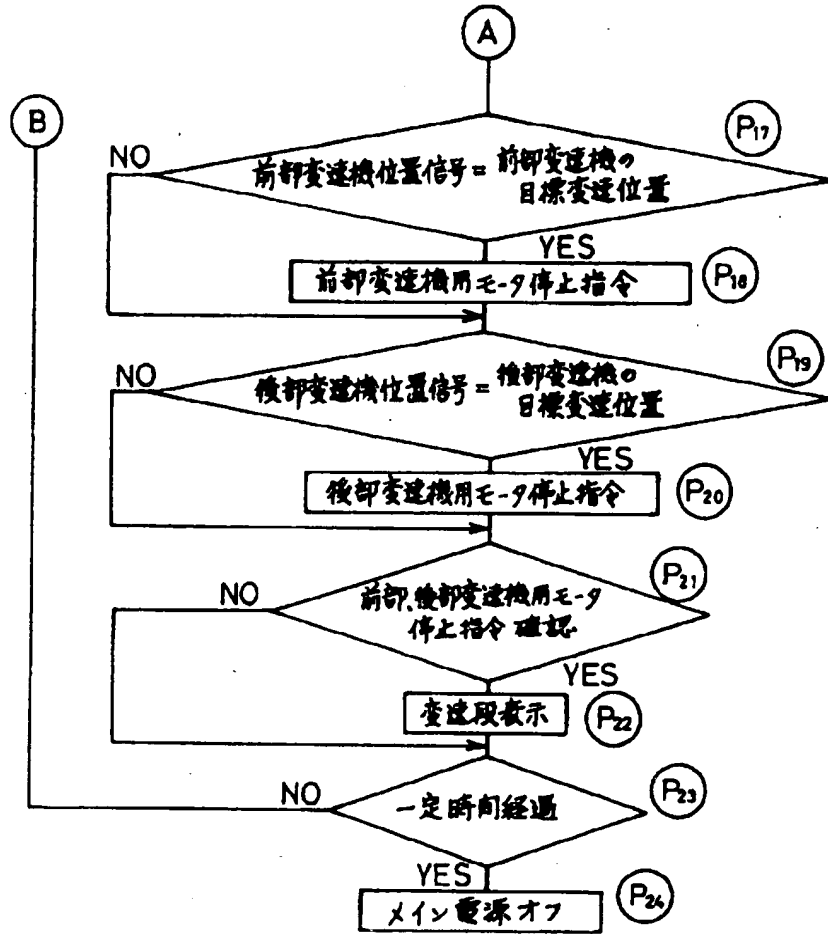 A
B
P17
NO
前部変速機位置信号＝前部変速機の
目標変速位置
YES
前部変速機用モータ停止指令
P18
P19
NO
後部変速機位置信号＝後部変速機の
目標変速位置
YES
後部変速機用モータ停止指令
P20
P21
NO
前部、後部変速機用モータ
停止指令確認
YES
変速段表示
P22
P23
NO
一定時間経過
YES
メイン電源オフ
P24